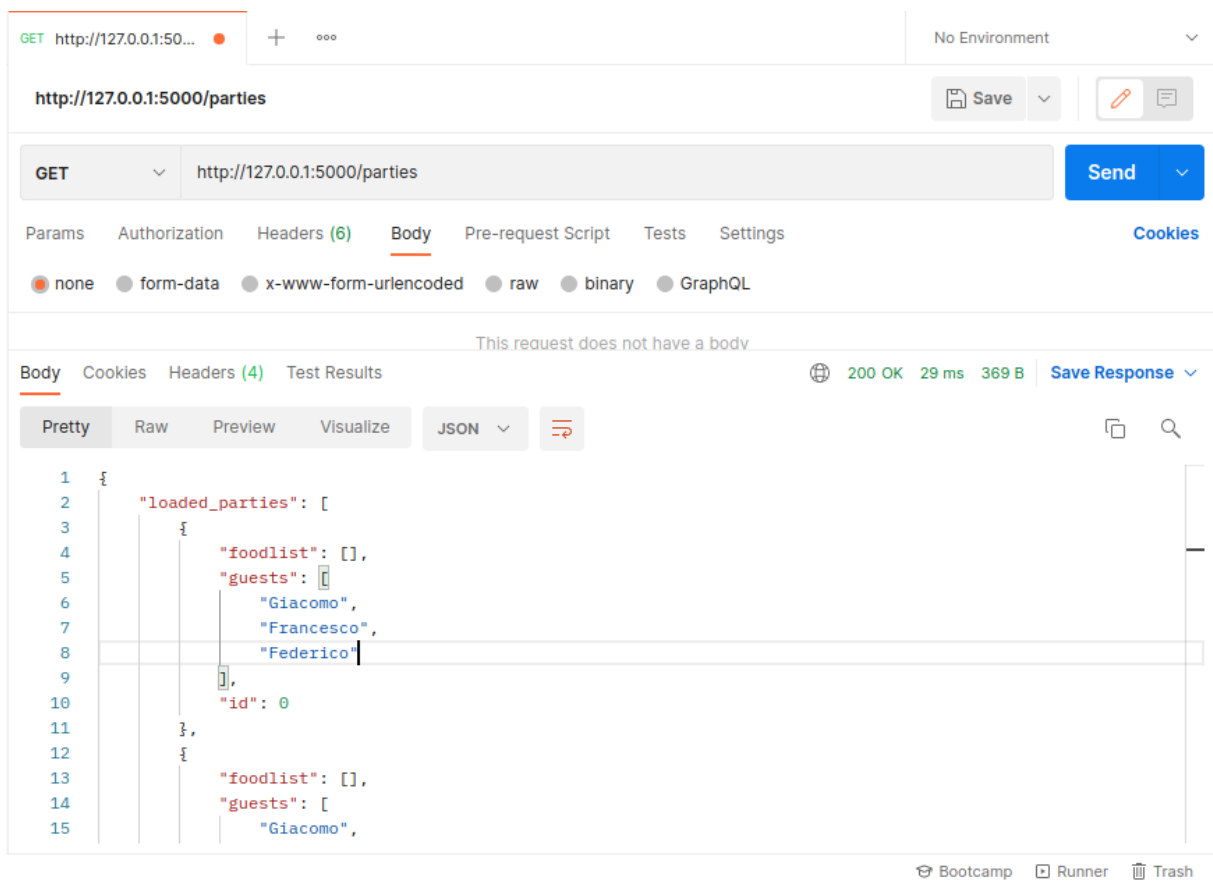 GET http://127.0.0.1:50... No Environment
http://127.0.0.1:5000/parties Save
GET http://127.0.0.1:5000/parties Send
Params Authorization Headers (6) Body Pre-request Script Tests Settings Cookies
none form-data x-www-form-urlencoded raw binary GraphQL
This request does not have a body
Body Cookies Headers (4) Test Results 200 OK 29 ms 369 B Save Response
Pretty Raw Preview Visualize JSON
1 {
2 "loaded_parties": [
3 {
4 "foodlist": [],
5 "guests": [
6 "Giacomo",
7 "Francesco",
8 "Federico"
9 ],
10 "id": 0
11 },
12 {
13 "foodlist": [],
14 "guests": [
15 "Giacomo",
Bootcamp Runner Trash